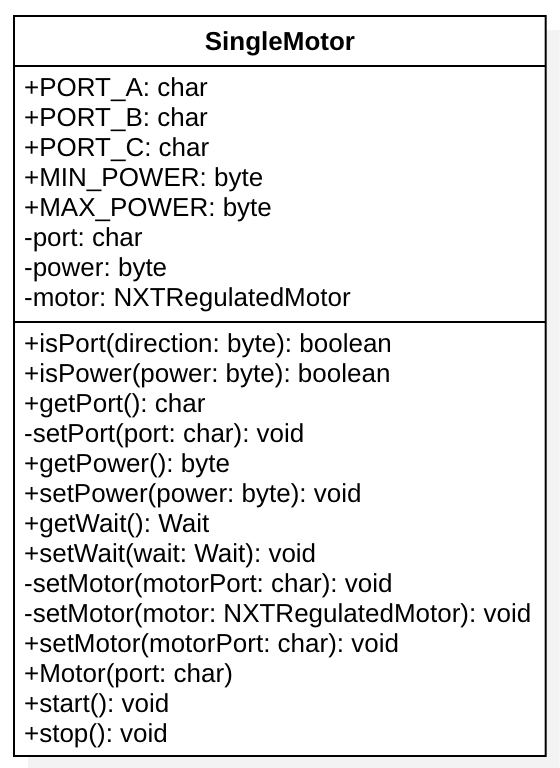 SingleMotor
+PORT_A: char
+PORT_B: char
+PORT_C: char
+MIN_POWER: byte
+MAX_POWER: byte
-port: char
-power: byte
-motor: NXTRegulatedMotor
+isPort(direction: byte): boolean
+isPower(power: byte): boolean
+getPort(): char
-setPort(port: char): void
+getPower(): byte
+setPower(power: byte): void
+getWait(): Wait
+setWait(wait: Wait): void
-setMotor(motorPort: char): void
-setMotor(motor: NXTRegulatedMotor): void
+setMotor(motorPort: char): void
+Motor(port: char)
+start(): void
+stop(): void